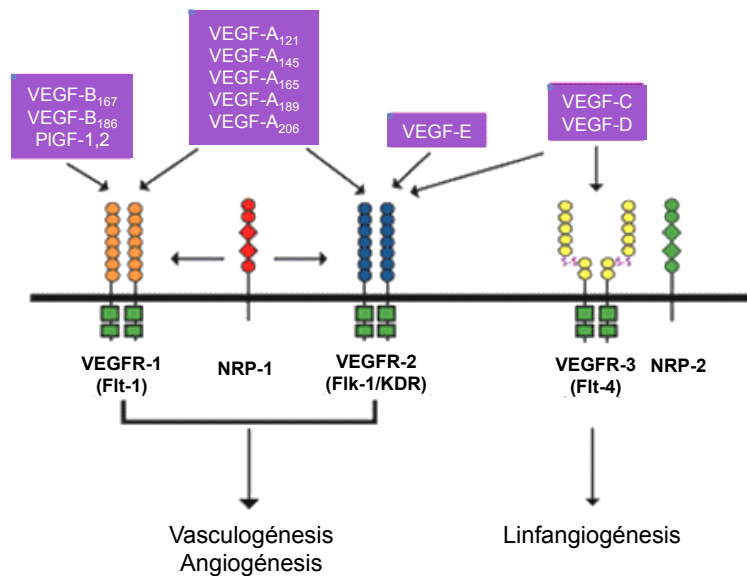 VEGF-A121
VEGF-A145
VEGF-A165
VEGF-A189
VEGF-A206
VEGF-B167
VEGF-B186
PlGF-1,2
VEGF-E
VEGF-C
VEGF-D
VEGFR-1
(Flt-1)
NRP-1
VEGFR-2
(Flk-1/KDR)
VEGFR-3
(Flt-4)
NRP-2
Vasculogénesis
Angiogénesis
Linfangiogénesis